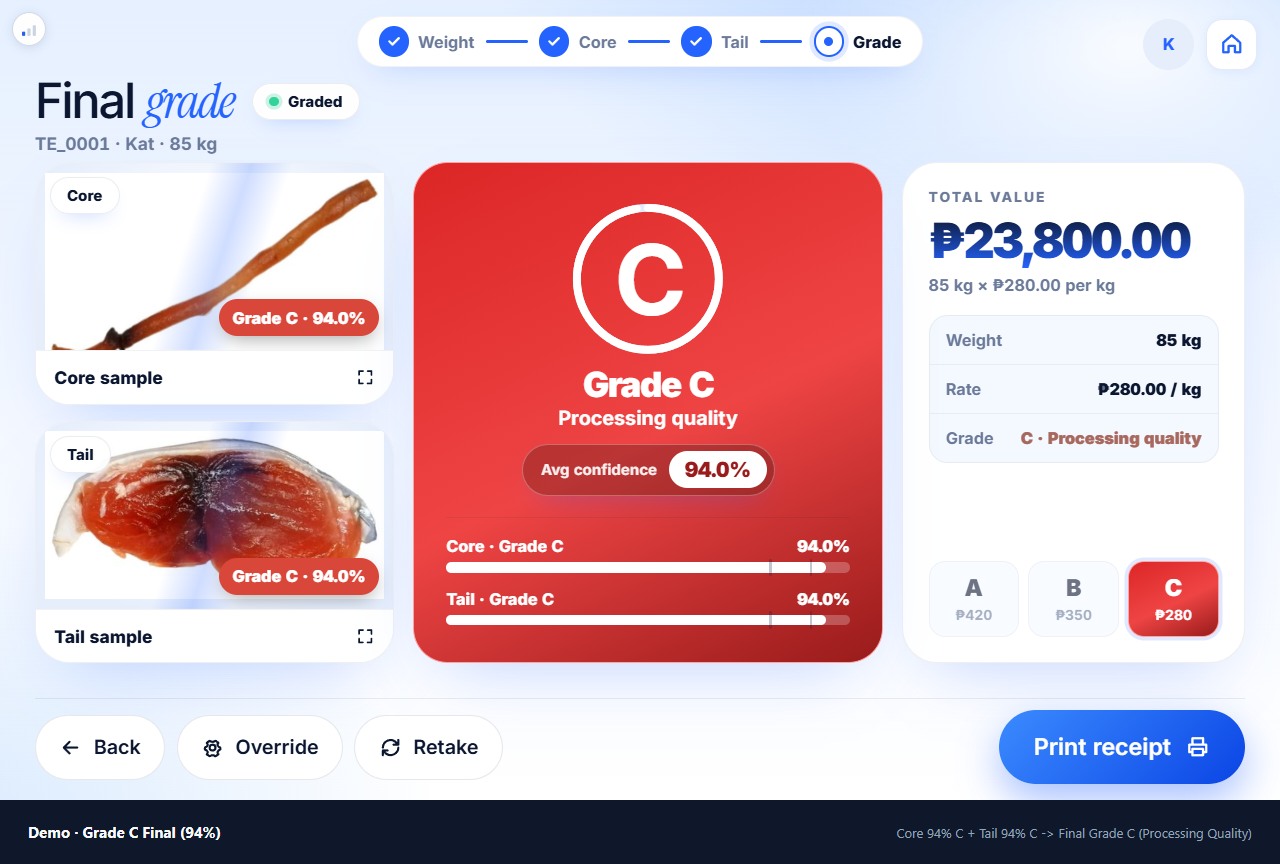 Weight
Core
Tail
Grade
K
Final grade
Graded
TE_0001 · Kat · 85 kg
Core
Grade C · 94.0%
Core sample
Tail
Grade C · 94.0%
Tail sample
C
Grade C
Processing quality
Avg confidence 94.0%
Core · Grade C 94.0%
Tail · Grade C 94.0%
TOTAL VALUE
₱23,800.00
85 kg × ₱280.00 per kg
Weight 85 kg
Rate ₱280.00 / kg
Grade C · Processing quality
A
₱420
B
₱350
C
₱280
Back
Override
Retake
Print receipt
Demo · Grade C Final (94%)
Core 94% C + Tail 94% C -> Final Grade C (Processing Quality)